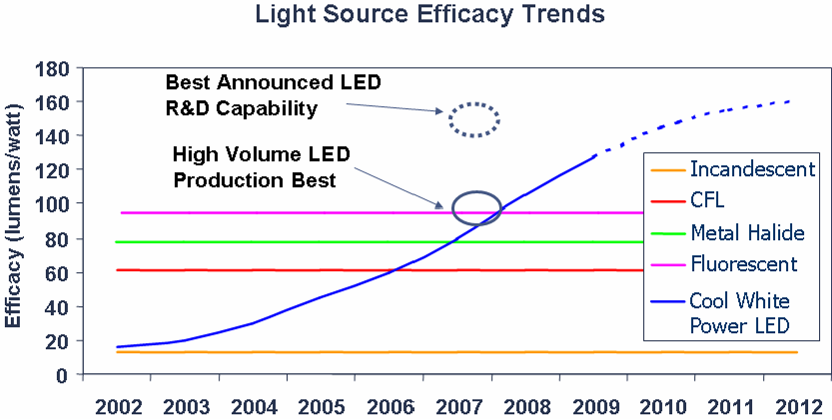 Light Source Efficacy Trends
Efficacy (lumens/watt)
180
160
140
120
100
80
60
40
20
0
Best Announced LED
R&D Capability
High Volume LED
Production Best
Incandescent
CFL
Metal Halide
Fluorescent
Cool White
Power LED
2002 2003 2004 2005 2006 2007 2008 2009 2010 2011 2012